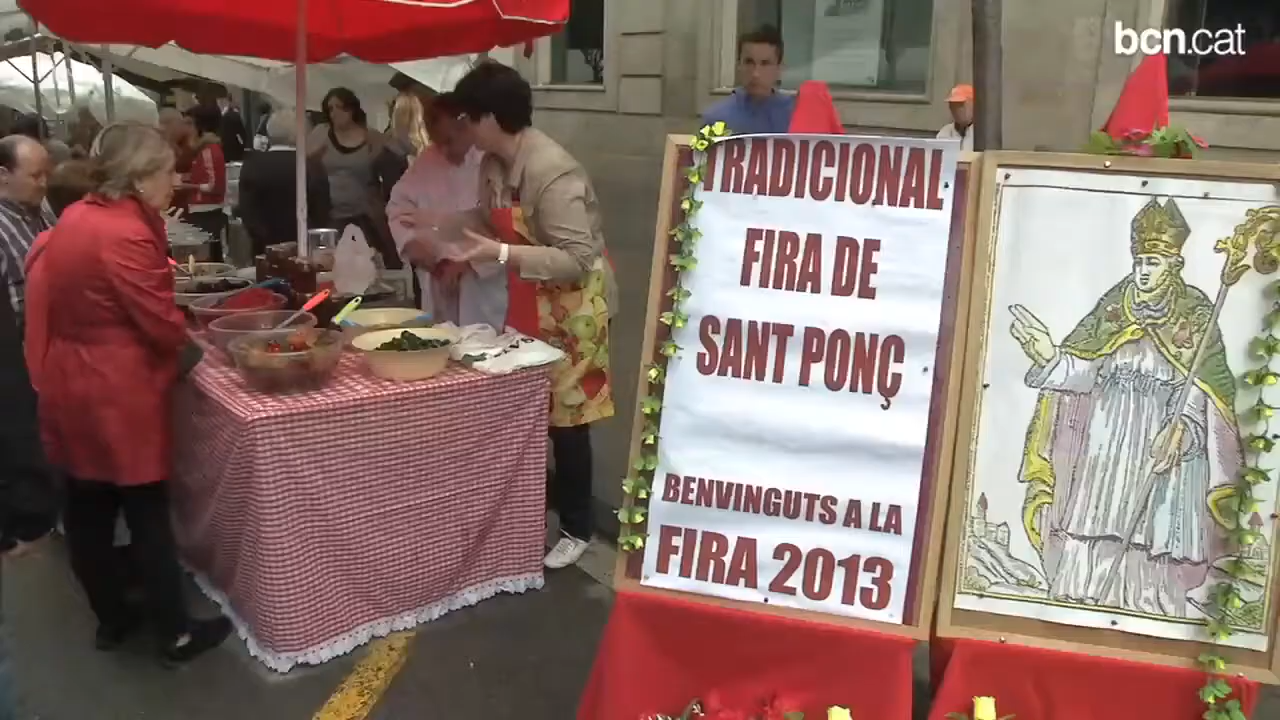 bcn.cat
TRADICIONAL
FIRA DE
SANT PONÇ
BENVINGUTS A LA
FIRA 2013